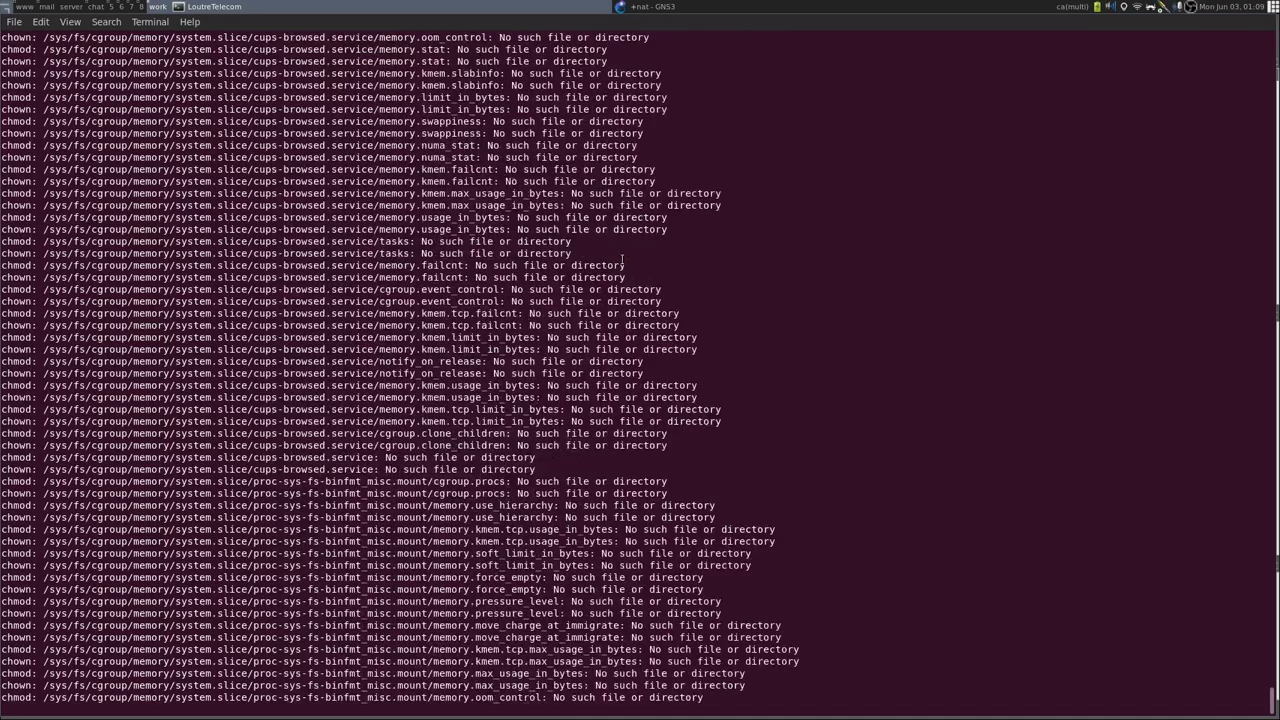 www mail server chat 5 6 7 8 work LoutreTelecom +nat - GNS3 ca(multi) Mon Jun 03, 01:09
File Edit View Search Terminal Help
chown: /sys/fs/cgroup/memory/system.slice/cups-browsed.service/memory.oom_control: No such file or directory
chmod: /sys/fs/cgroup/memory/system.slice/cups-browsed.service/memory.stat: No such file or directory
chown: /sys/fs/cgroup/memory/system.slice/cups-browsed.service/memory.stat: No such file or directory
chmod: /sys/fs/cgroup/memory/system.slice/cups-browsed.service/memory.kmem.slabinfo: No such file or directory
chown: /sys/fs/cgroup/memory/system.slice/cups-browsed.service/memory.kmem.slabinfo: No such file or directory
chmod: /sys/fs/cgroup/memory/system.slice/cups-browsed.service/memory.limit_in_bytes: No such file or directory
chown: /sys/fs/cgroup/memory/system.slice/cups-browsed.service/memory.limit_in_bytes: No such file or directory
chmod: /sys/fs/cgroup/memory/system.slice/cups-browsed.service/memory.swappiness: No such file or directory
chown: /sys/fs/cgroup/memory/system.slice/cups-browsed.service/memory.swappiness: No such file or directory
chmod: /sys/fs/cgroup/memory/system.slice/cups-browsed.service/memory.numa_stat: No such file or directory
chown: /sys/fs/cgroup/memory/system.slice/cups-browsed.service/memory.numa_stat: No such file or directory
chmod: /sys/fs/cgroup/memory/system.slice/cups-browsed.service/memory.kmem.failcnt: No such file or directory
chown: /sys/fs/cgroup/memory/system.slice/cups-browsed.service/memory.kmem.failcnt: No such file or directory
chmod: /sys/fs/cgroup/memory/system.slice/cups-browsed.service/memory.kmem.max_usage_in_bytes: No such file or directory
chown: /sys/fs/cgroup/memory/system.slice/cups-browsed.service/memory.kmem.max_usage_in_bytes: No such file or directory
chmod: /sys/fs/cgroup/memory/system.slice/cups-browsed.service/memory.usage_in_bytes: No such file or directory
chown: /sys/fs/cgroup/memory/system.slice/cups-browsed.service/memory.usage_in_bytes: No such file or directory
chmod: /sys/fs/cgroup/memory/system.slice/cups-browsed.service/tasks: No such file or directory
chown: /sys/fs/cgroup/memory/system.slice/cups-browsed.service/tasks: No such file or directory
chmod: /sys/fs/cgroup/memory/system.slice/cups-browsed.service/memory.failcnt: No such file or directory
chown: /sys/fs/cgroup/memory/system.slice/cups-browsed.service/memory.failcnt: No such file or directory
chmod: /sys/fs/cgroup/memory/system.slice/cups-browsed.service/cgroup.event_control: No such file or directory
chown: /sys/fs/cgroup/memory/system.slice/cups-browsed.service/cgroup.event_control: No such file or directory
chmod: /sys/fs/cgroup/memory/system.slice/cups-browsed.service/memory.kmem.tcp.failcnt: No such file or directory
chown: /sys/fs/cgroup/memory/system.slice/cups-browsed.service/memory.kmem.tcp.failcnt: No such file or directory
chmod: /sys/fs/cgroup/memory/system.slice/cups-browsed.service/memory.kmem.limit_in_bytes: No such file or directory
chown: /sys/fs/cgroup/memory/system.slice/cups-browsed.service/memory.kmem.limit_in_bytes: No such file or directory
chmod: /sys/fs/cgroup/memory/system.slice/cups-browsed.service/notify_on_release: No such file or directory
chown: /sys/fs/cgroup/memory/system.slice/cups-browsed.service/notify_on_release: No such file or directory
chmod: /sys/fs/cgroup/memory/system.slice/cups-browsed.service/memory.kmem.usage_in_bytes: No such file or directory
chown: /sys/fs/cgroup/memory/system.slice/cups-browsed.service/memory.kmem.usage_in_bytes: No such file or directory
chmod: /sys/fs/cgroup/memory/system.slice/cups-browsed.service/memory.kmem.tcp.limit_in_bytes: No such file or directory
chown: /sys/fs/cgroup/memory/system.slice/cups-browsed.service/memory.kmem.tcp.limit_in_bytes: No such file or directory
chmod: /sys/fs/cgroup/memory/system.slice/cups-browsed.service/cgroup.clone_children: No such file or directory
chown: /sys/fs/cgroup/memory/system.slice/cups-browsed.service/cgroup.clone_children: No such file or directory
chmod: /sys/fs/cgroup/memory/system.slice/cups-browsed.service: No such file or directory
chown: /sys/fs/cgroup/memory/system.slice/cups-browsed.service: No such file or directory
chmod: /sys/fs/cgroup/memory/system.slice/proc-sys-fs-binfmt_misc.mount/cgroup.procs: No such file or directory
chown: /sys/fs/cgroup/memory/system.slice/proc-sys-fs-binfmt_misc.mount/cgroup.procs: No such file or directory
chmod: /sys/fs/cgroup/memory/system.slice/proc-sys-fs-binfmt_misc.mount/memory.use_hierarchy: No such file or directory
chown: /sys/fs/cgroup/memory/system.slice/proc-sys-fs-binfmt_misc.mount/memory.use_hierarchy: No such file or directory
chmod: /sys/fs/cgroup/memory/system.slice/proc-sys-fs-binfmt_misc.mount/memory.kmem.tcp.usage_in_bytes: No such file or directory
chown: /sys/fs/cgroup/memory/system.slice/proc-sys-fs-binfmt_misc.mount/memory.kmem.tcp.usage_in_bytes: No such file or directory
chmod: /sys/fs/cgroup/memory/system.slice/proc-sys-fs-binfmt_misc.mount/memory.soft_limit_in_bytes: No such file or directory
chown: /sys/fs/cgroup/memory/system.slice/proc-sys-fs-binfmt_misc.mount/memory.soft_limit_in_bytes: No such file or directory
chmod: /sys/fs/cgroup/memory/system.slice/proc-sys-fs-binfmt_misc.mount/memory.force_empty: No such file or directory
chown: /sys/fs/cgroup/memory/system.slice/proc-sys-fs-binfmt_misc.mount/memory.force_empty: No such file or directory
chmod: /sys/fs/cgroup/memory/system.slice/proc-sys-fs-binfmt_misc.mount/memory.pressure_level: No such file or directory
chown: /sys/fs/cgroup/memory/system.slice/proc-sys-fs-binfmt_misc.mount/memory.pressure_level: No such file or directory
chmod: /sys/fs/cgroup/memory/system.slice/proc-sys-fs-binfmt_misc.mount/memory.move_charge_at_immigrate: No such file or directory
chown: /sys/fs/cgroup/memory/system.slice/proc-sys-fs-binfmt_misc.mount/memory.move_charge_at_immigrate: No such file or directory
chmod: /sys/fs/cgroup/memory/system.slice/proc-sys-fs-binfmt_misc.mount/memory.kmem.tcp.max_usage_in_bytes: No such file or directory
chown: /sys/fs/cgroup/memory/system.slice/proc-sys-fs-binfmt_misc.mount/memory.kmem.tcp.max_usage_in_bytes: No such file or directory
chmod: /sys/fs/cgroup/memory/system.slice/proc-sys-fs-binfmt_misc.mount/memory.max_usage_in_bytes: No such file or directory
chown: /sys/fs/cgroup/memory/system.slice/proc-sys-fs-binfmt_misc.mount/memory.max_usage_in_bytes: No such file or directory
chmod: /sys/fs/cgroup/memory/system.slice/proc-sys-fs-binfmt_misc.mount/memory.oom_control: No such file or directory